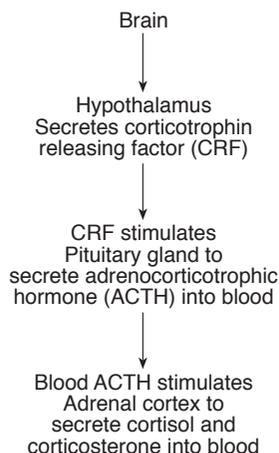 Brain
Hypothalamus
Secretes corticotrophin
releasing factor (CRF)
CRF stimulates
Pituitary gland to
secrete adrenocorticotrophic
hormone (ACTH) into blood
Blood ACTH stimulates
Adrenal cortex to
secrete cortisol and
corticosterone into blood